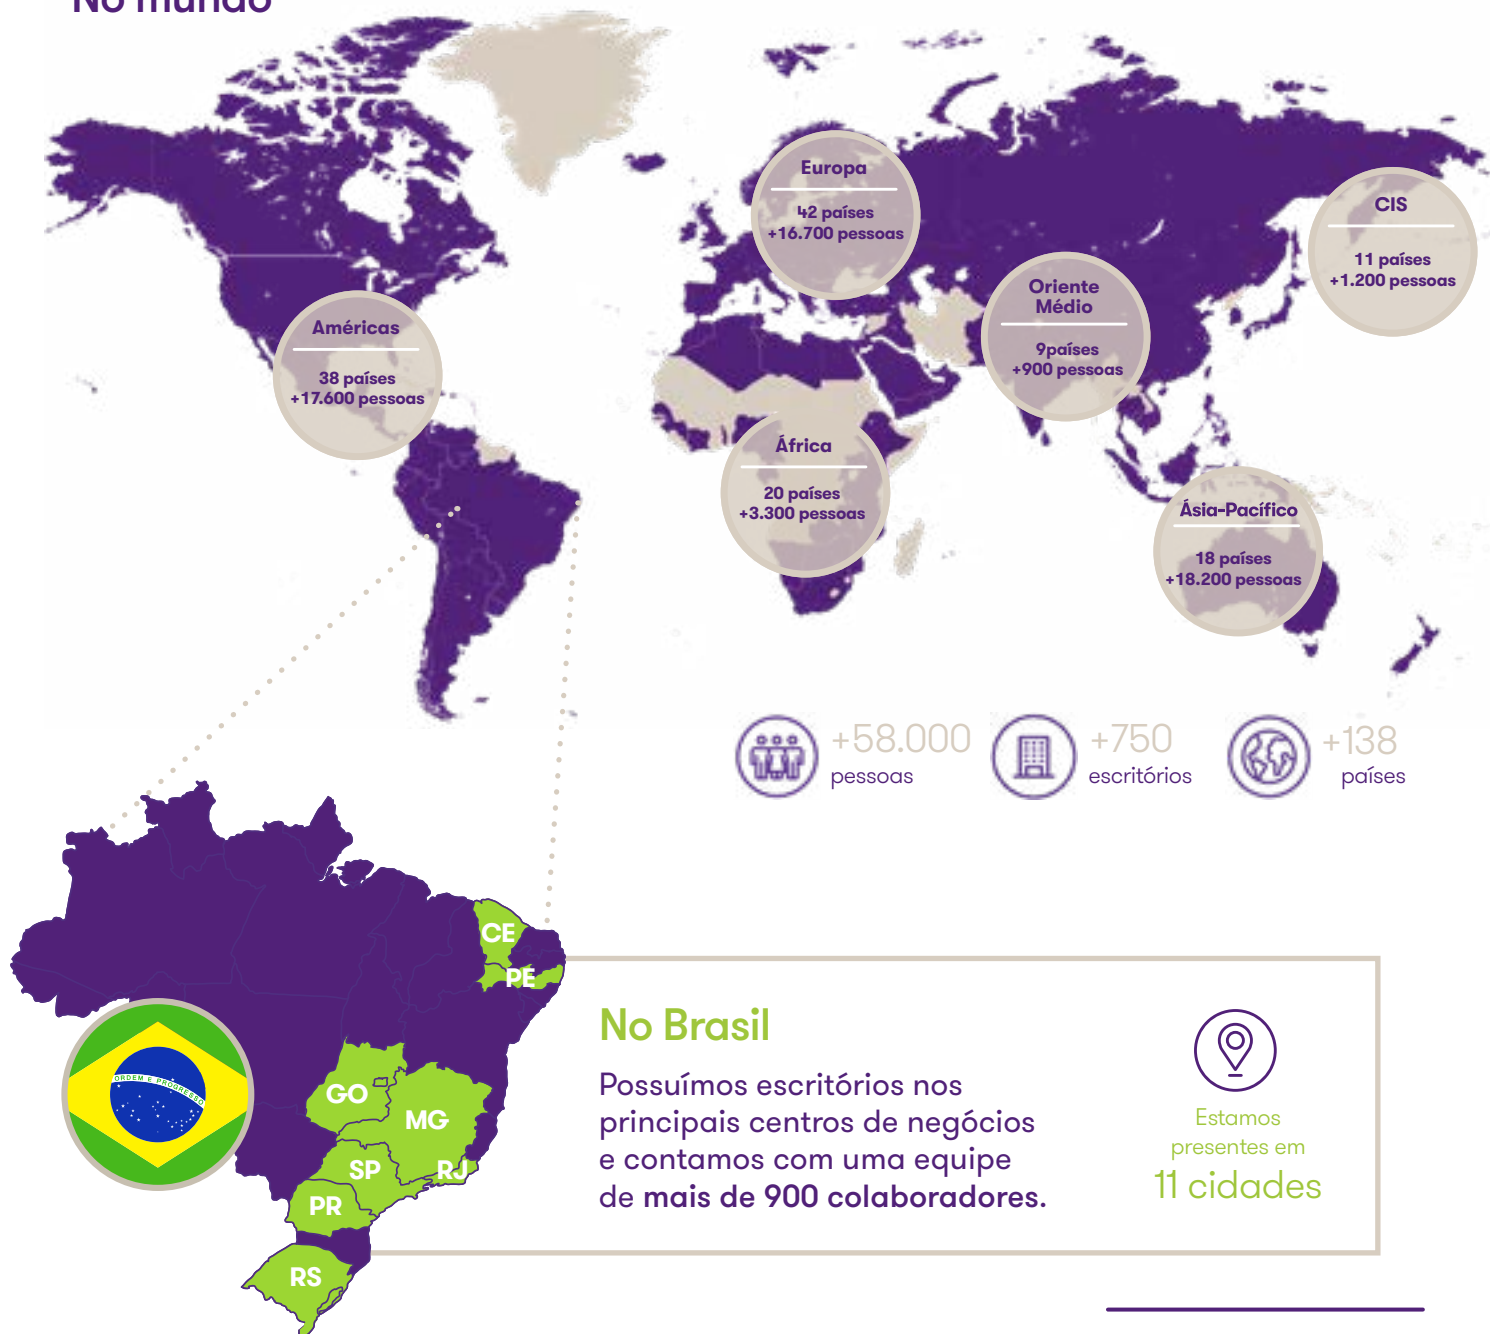 No mundo
Europa
42 países
+16.700 pessoas
CIS
11 países
+1.200 pessoas
Oriente
Médio
9países
+900 pessoas
Américas
38 países
+17.600 pessoas
África
20 países
+3.300 pessoas
Ásia-Pacífico
18 países
+18.200 pessoas
+58.000
pessoas
+750
escritórios
+138
países
CE
PE
GO
MG
SP
RJ
PR
RS
ORDEM E PROGRESSO
No Brasil
Possuímos escritórios nos
principais centros de negócios
e contamos com uma equipe
de mais de 900 colaboradores.
Estamos
presentes em
11 cidades